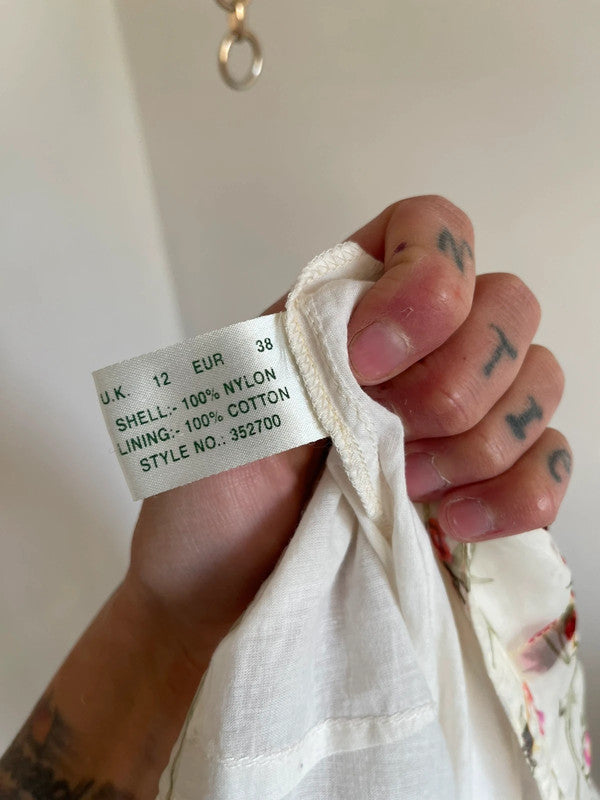 U.K. 12 EUR 38
SHELL:- 100% NYLON
LINING:- 100% COTTON
STYLE NO.: 352700
N
T
I
C